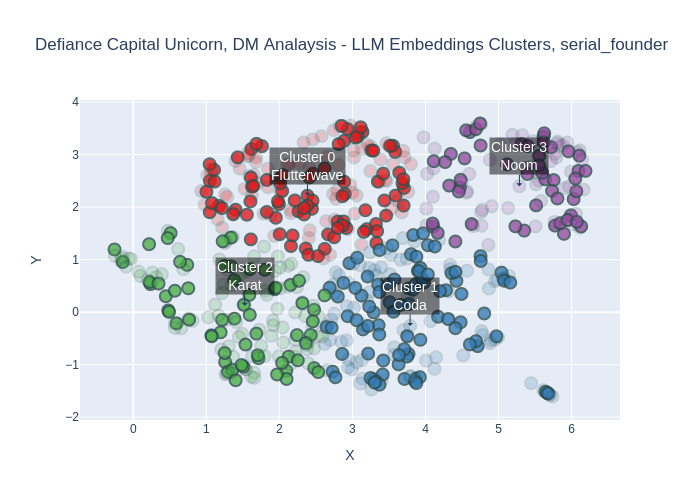 Defiance Capital Unicorn, DM Analaysis - LLM Embeddings Clusters, serial_founder
4
3
2
1
0
−1
−2
Y
Cluster 0
Flutterwave
Cluster 3
Noom
Cluster 2
Karat
Cluster 1
Coda
0
1
2
3
4
5
6
X